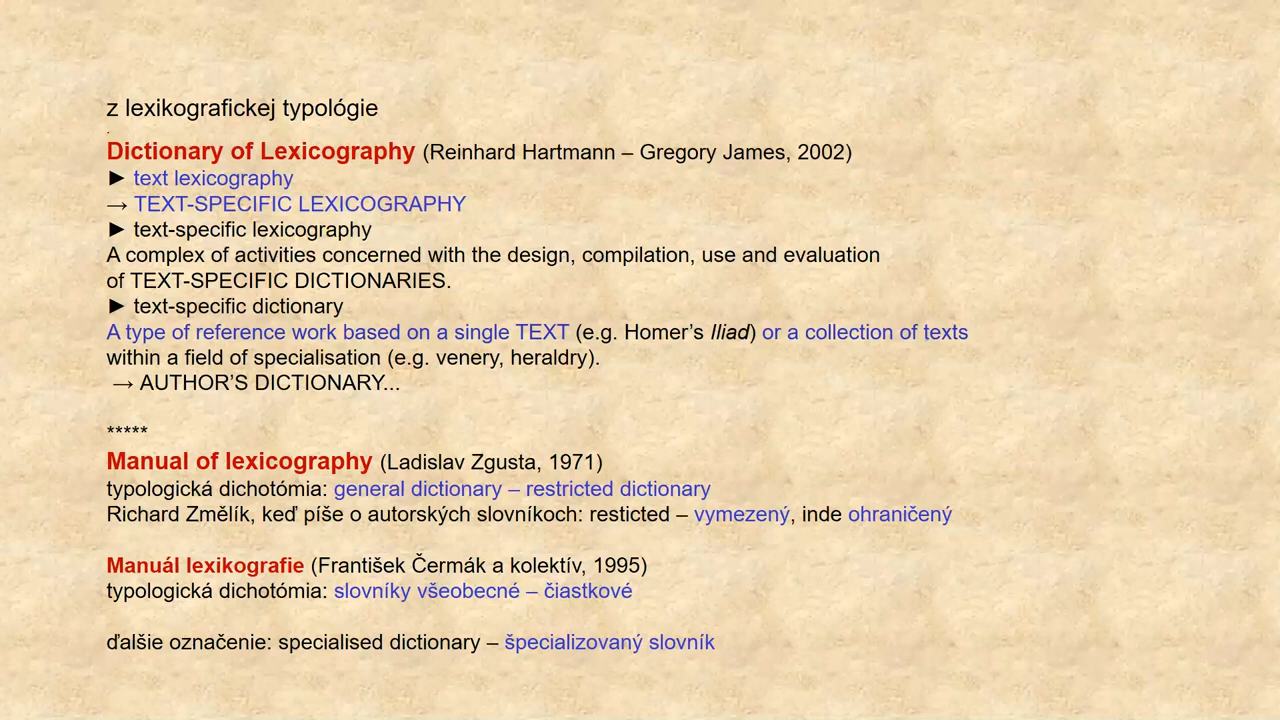 z lexikografickej typológie
.
Dictionary of Lexicography (Reinhard Hartmann – Gregory James, 2002)
► text lexicography
→ TEXT-SPECIFIC LEXICOGRAPHY
► text-specific lexicography
A complex of activities concerned with the design, compilation, use and evaluation
of TEXT-SPECIFIC DICTIONARIES.
► text-specific dictionary
A type of reference work based on a single TEXT (e.g. Homer’s Iliad) or a collection of texts
within a field of specialisation (e.g. venery, heraldry).
→ AUTHOR’S DICTIONARY...
*****
Manual of lexicography (Ladislav Zgusta, 1971)
typologická dichotómia: general dictionary – restricted dictionary
Richard Změlík, keď píše o autorských slovníkoch: resticted – vymezený, inde ohraničený
Manuál lexikografie (František Čermák a kolektív, 1995)
typologická dichotómia: slovníky všeobecné – čiastkové
ďalšie označenie: specialised dictionary – špecializovaný slovník